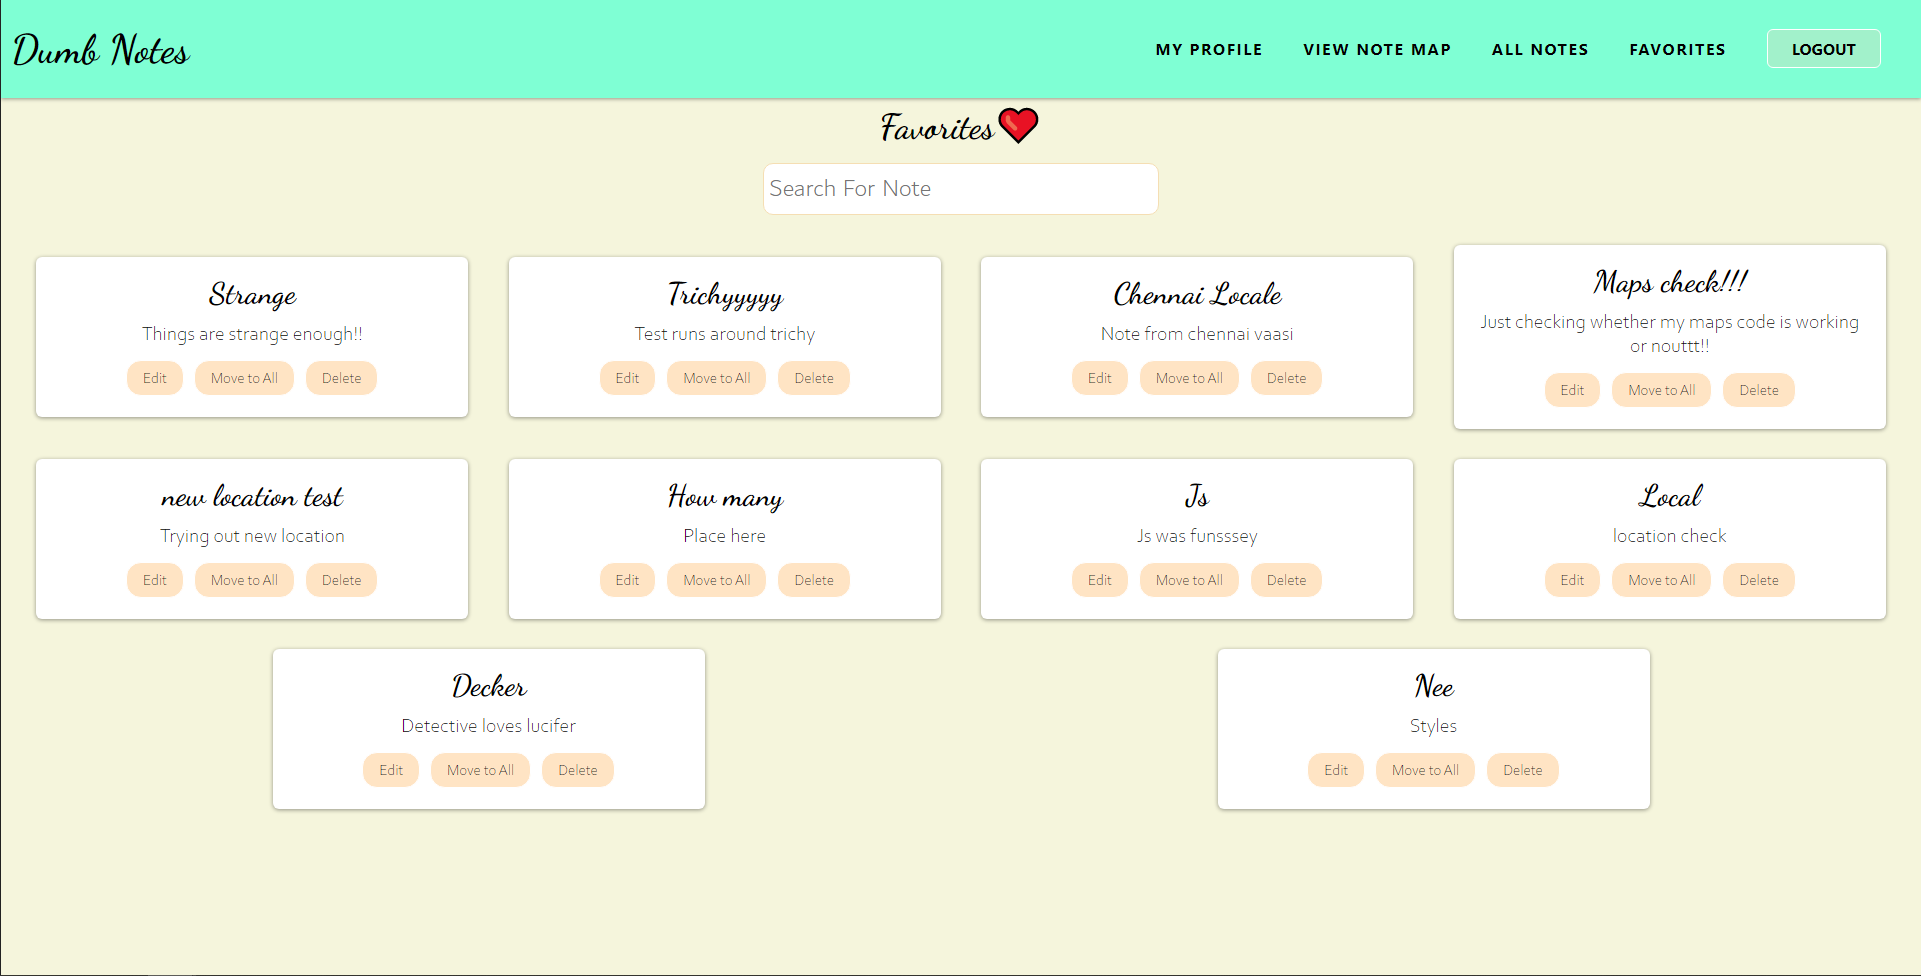 Dumb Notes
MY PROFILE
VIEW NOTE MAP
ALL NOTES
FAVORITES
LOGOUT
Favorites
Search For Note
Strange
Things are strange enough!!
Edit Move to All Delete
Trichyyyyy
Test runs around trichy
Edit Move to All Delete
Chennai Locale
Note from chennai vaasi
Edit Move to All Delete
Maps check!!!
Just checking whether my maps code is working
or nouttt!!
Edit Move to All Delete
new location test
Trying out new location
Edit Move to All Delete
How many
Place here
Edit Move to All Delete
Js
Js was funsssey
Edit Move to All Delete
Local
location check
Edit Move to All Delete
Decker
Detective loves lucifer
Edit Move to All Delete
Nee
Styles
Edit Move to All Delete